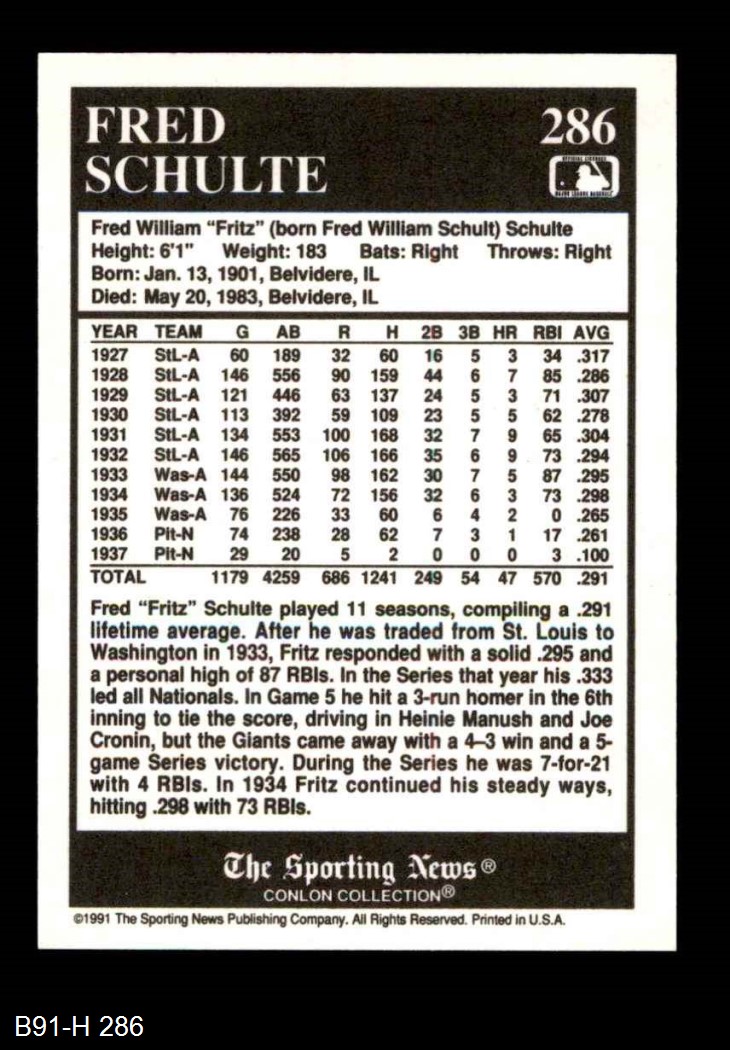 FRED
SCHULTE
286
Fred William “Fritz” (born Fred William Schult) Schulte
Height: 6'1" Weight: 183 Bats: Right Throws: Right
Born: Jan. 13, 1901, Belvidere, IL
Died: May 20, 1983, Belvidere, IL
YEAR TEAM G AB R H 2B 3B HR RBI AVG
1927 StL-A 60 189 32 60 16 5 3 34 .317
1928 StL-A 146 556 90 159 44 6 7 85 .286
1929 StL-A 121 446 63 137 24 5 3 71 .307
1930 StL-A 113 392 59 109 23 5 5 62 .278
1931 StL-A 134 553 100 168 32 7 9 65 .304
1932 StL-A 146 565 106 166 35 6 9 73 .294
1933 Was-A 144 550 98 162 30 7 5 87 .295
1934 Was-A 136 524 72 156 32 6 3 73 .298
1935 Was-A 76 226 33 60 6 4 2 0 .265
1936 Pit-N 74 238 28 62 7 3 1 17 .261
1937 Pit-N 29 20 5 2 0 0 0 3 .100
TOTAL 1179 4259 686 1241 249 54 47 570 .291
Fred “Fritz” Schulte played 11 seasons, compiling a .291
lifetime average. After he was traded from St. Louis to
Washington in 1933, Fritz responded with a solid .295 and
a personal high of 87 RBIs. In the Series that year his .333
led all Nationals. In Game 5 he hit a 3-run homer in the 6th
inning to tie the score, driving in Heinie Manush and Joe
Cronin, but the Giants came away with a 4–3 win and a 5-
game Series victory. During the Series he was 7-for-21
with 4 RBIs. In 1934 Fritz continued his steady ways,
hitting .298 with 73 RBIs.
The Sporting News®
CONLON COLLECTION®
©1991 The Sporting News Publishing Company. All Rights Reserved. Printed in U.S.A.
B91-H 286